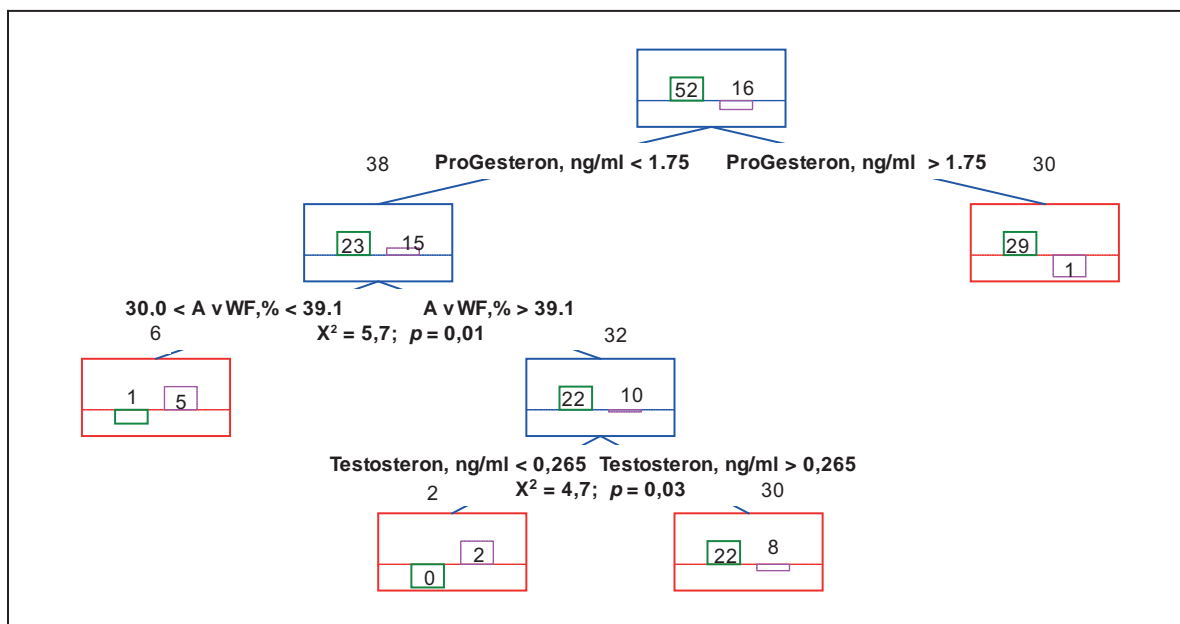 52 16
38 ProGesteron, ng/ml < 1.75 ProGesteron, ng/ml > 1.75 30
23 15 29 1
30.0 < A vWF,% < 39.1 A vWF,% > 39.1
X² = 5,7; p = 0,01
6 32
1 5 22 10
Testosteron, ng/ml < 0,265 Testosteron, ng/ml > 0,265
X² = 4,7; p = 0,03
2 30
0 2 22 8